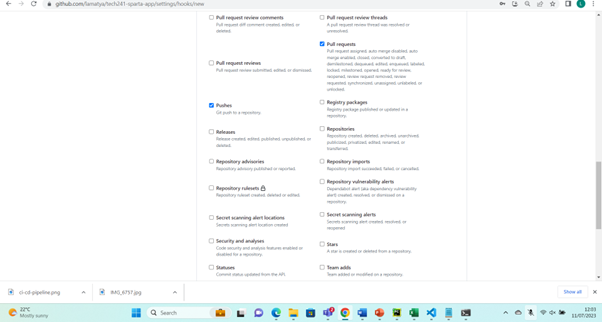 github.com/lamatya/tech241-sparta-app/settings/hooks/new
Pull request review comments
Pull request diff comment created, edited, or
deleted.
Pull request review threads
A pull request review thread was resolved or
unresolved.
Pull requests
Pull request assigned, auto merge disabled, auto
merge enabled, closed, converted to draft,
demilestoned, dequeued, edited, enqueued, labeled,
locked, milestoned, opened, ready for review,
reopened, review request removed, review
requested, synchronized, unassigned, unlabeled, or
unlocked.
Pull request reviews
Pull request review submitted, edited, or dismissed.
Pushes
Git push to a repository.
Registry packages
Registry package published or updated in a
repository.
Releases
Release created, edited, published, unpublished, or
deleted.
Repositories
Repository created, deleted, archived, unarchived,
publicized, privatized, edited, renamed, or
transferred.
Repository advisories
Repository advisory published or reported.
Repository imports
Repository import succeeded, failed, or cancelled.
Repository rulesets
Repository ruleset created, deleted or edited.
Repository vulnerability alerts
Dependabot alert (aka dependency vulnerability
alert) created, resolved, or dismissed on a
repository.
Secret scanning alert locations
Secrets scanning alert location created
Secret scanning alerts
Secrets scanning alert created, resolved, or
reopened
Security and analyses
Code security and analysis features enabled or
disabled for a repository.
Stars
A star is created or deleted from a repository.
Statuses
Commit status updated from the API.
Team adds
Team added or modified on a repository.
ci-cd-pipeline.png
IMG_6757.jpg
Show all
22°C
Mostly sunny
Search
12:03
11/07/2023